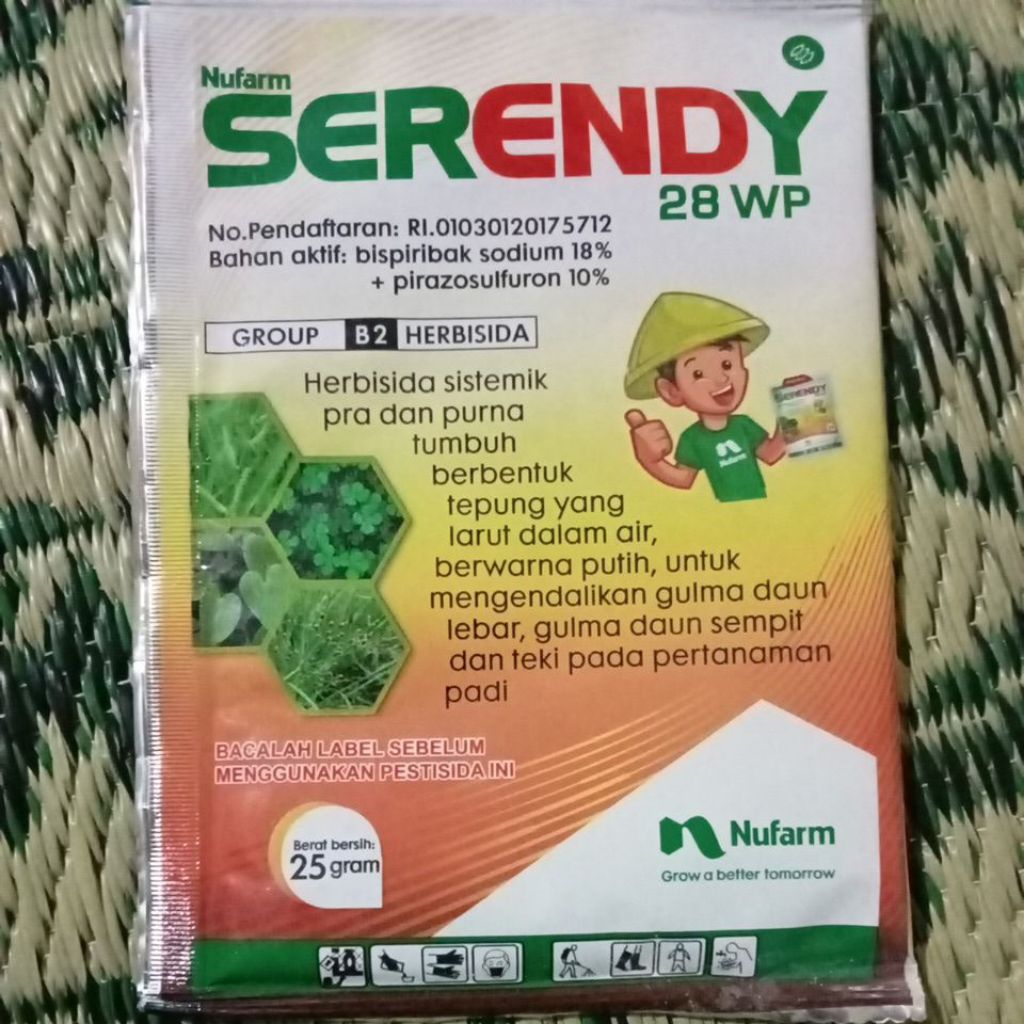 Nufarm
SERENDY
28 WP
No.Pendaftaran: RI.01030120175712
Bahan aktif: bispiribak sodium 18%
+ pirazosulfuron 10%
GROUP B2 HERBISIDA
Herbisida sistemik
pra dan purna
tumbuh
berbentuk
tepung yang
larut dalam air,
berwarna putih, untuk
mengendalikan gulma daun
lebar, gulma daun sempit
dan teki pada pertanaman
padi
SERENDY
Nufarm
BACALAH LABEL SEBELUM
MENGGUNAKAN PESTISIDA INI
Berat bersih:
25 gram
Nufarm
Grow a better tomorrow